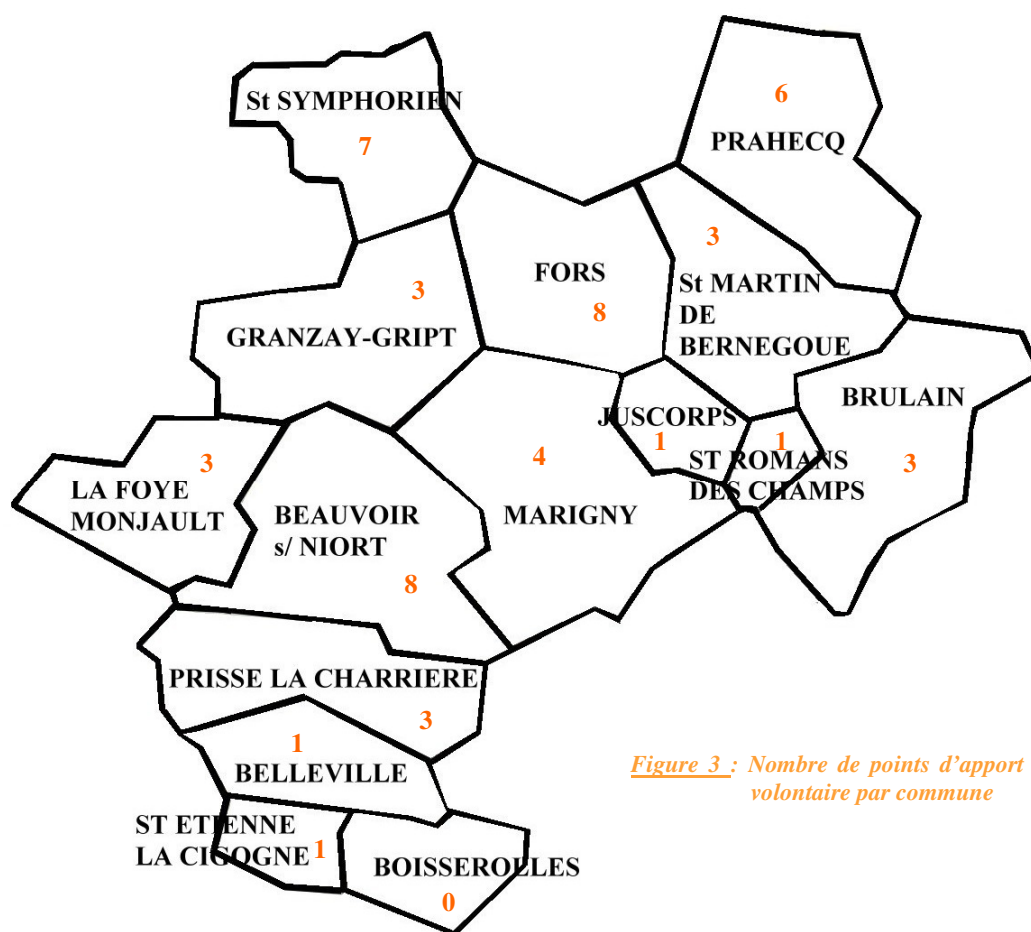 St SYMPHORIEN
7
6
PRAHECQ
3
St MARTIN
DE
BERNEGOUE
FORS
8
3
GRANZAY-GRIPT
BRULAIN
3
JUSCORPS
1
1
ST ROMANS
DES CHAMPS
4
MARIGNY
3
LA FOYE
MONJAULT
BEAUVOIR
s/ NIORT
8
PRISSE LA CHARRIERE
3
1
BELLEVILLE
ST ETIENNE
LA CIGOGNE
1
BOISSEROLLES
0
Figure 3 : Nombre de points d'apport
volontaire par commune